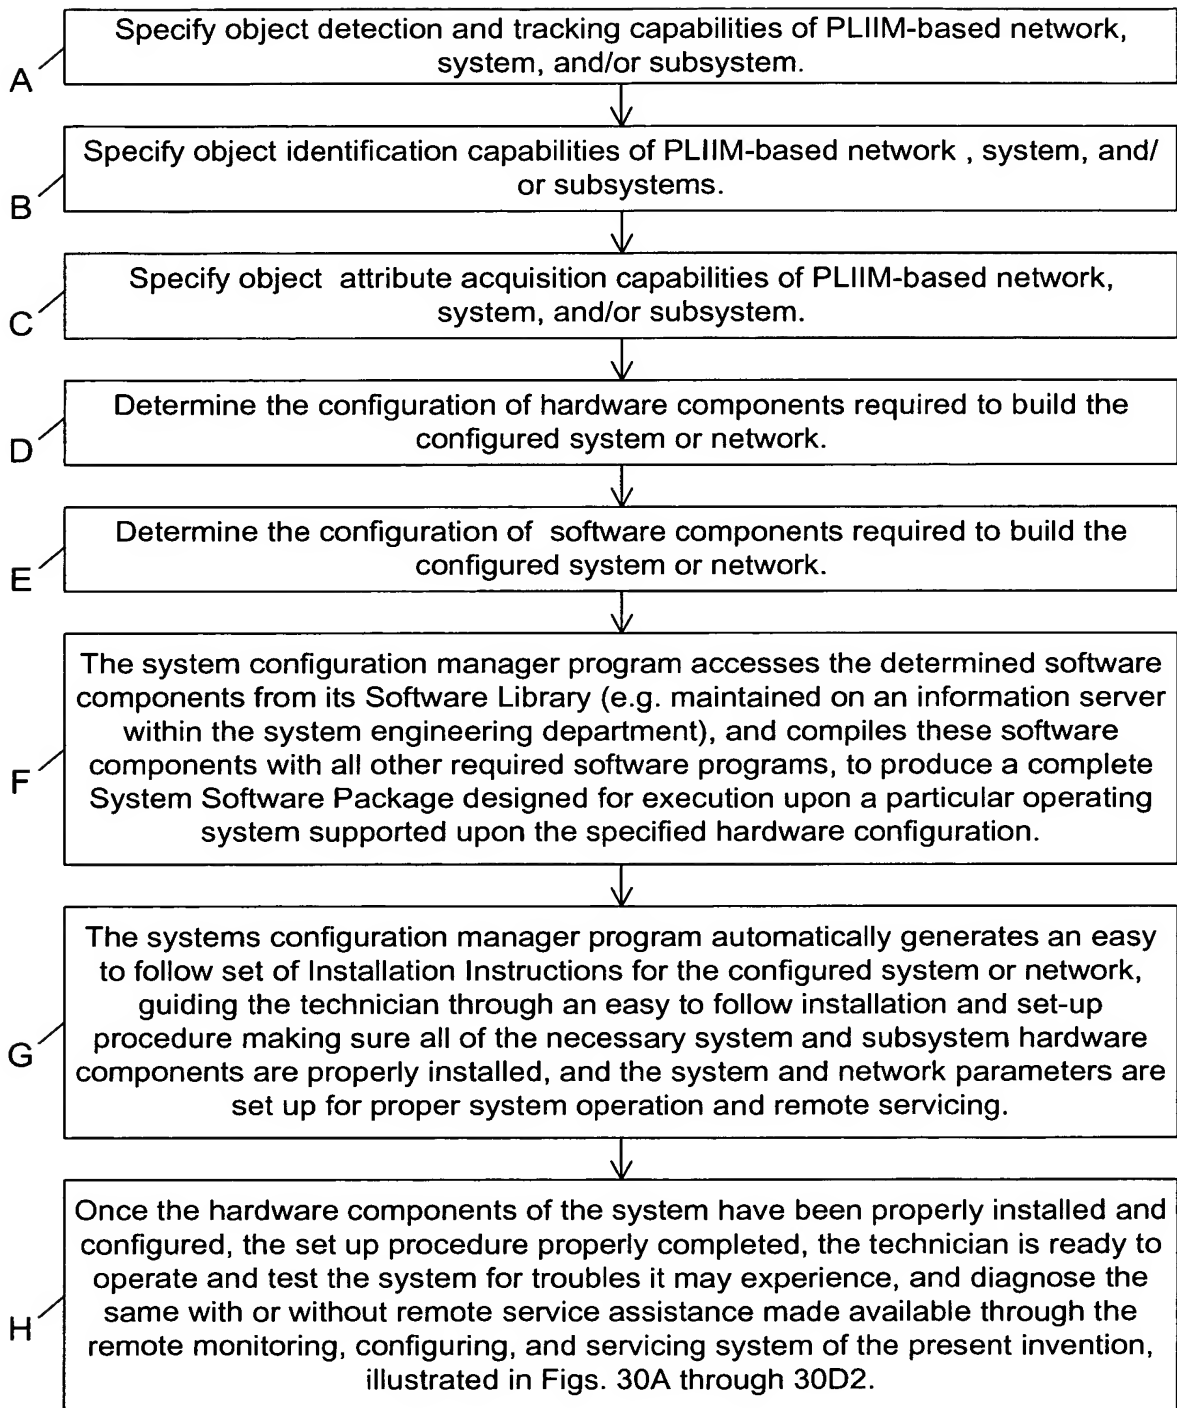 Specify object detection and tracking capabilities of PLIIM-based network,
system, and/or subsystem.
A
Specify object identification capabilities of PLIIM-based network , system, and/
or subsystems.
B
Specify object attribute acquisition capabilities of PLIIM-based network,
system, and/or subsystem.
C
Determine the configuration of hardware components required to build the
configured system or network.
D
Determine the configuration of software components required to build the
configured system or network.
E
The system configuration manager program accesses the determined software
components from its Software Library (e.g. maintained on an information server
within the system engineering department), and compiles these software
components with all other required software programs, to produce a complete
System Software Package designed for execution upon a particular operating
system supported upon the specified hardware configuration.
F
The systems configuration manager program automatically generates an easy
to follow set of Installation Instructions for the configured system or network,
guiding the technician through an easy to follow installation and set-up
procedure making sure all of the necessary system and subsystem hardware
components are properly installed, and the system and network parameters are
set up for proper system operation and remote servicing.
G
Once the hardware components of the system have been properly installed and
configured, the set up procedure properly completed, the technician is ready to
operate and test the system for troubles it may experience, and diagnose the
same with or without remote service assistance made available through the
remote monitoring, configuring, and servicing system of the present invention,
illustrated in Figs. 30A through 30D2.
H